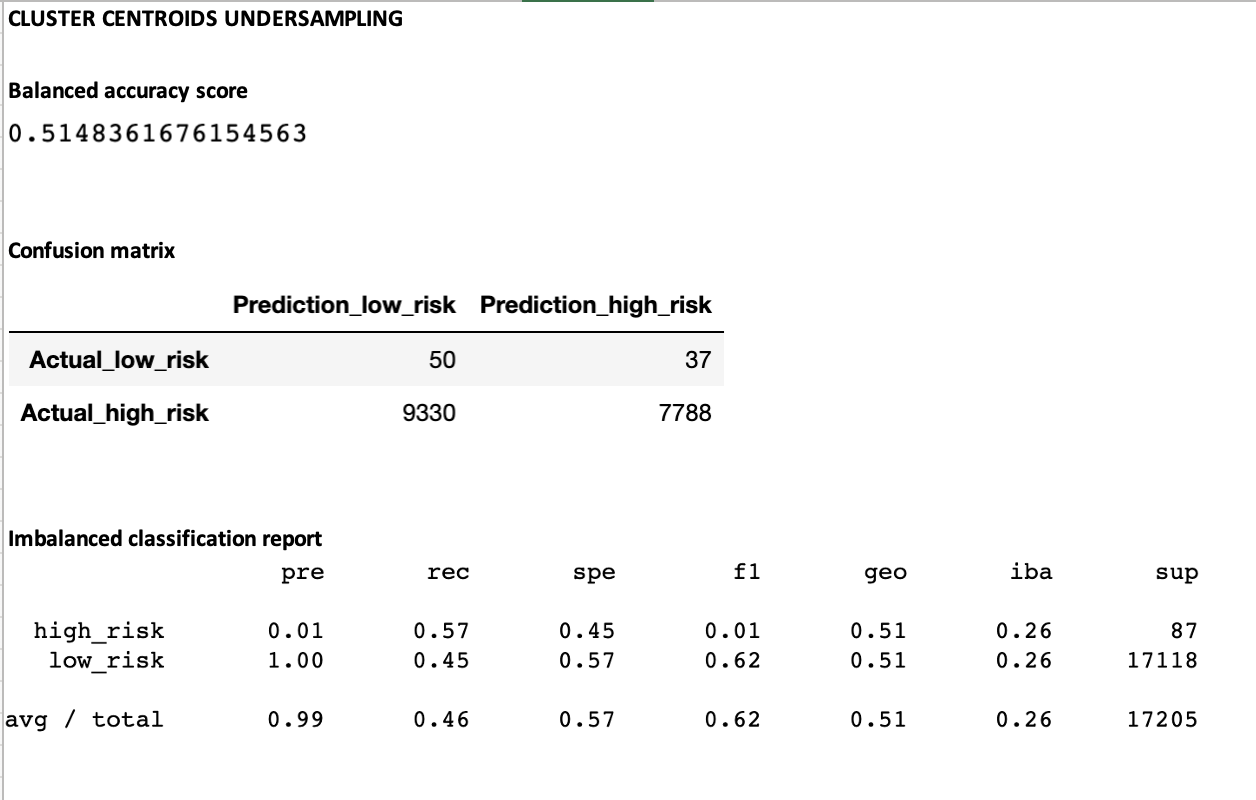 CLUSTER CENTROIDS UNDERSAMPLING
Balanced accuracy score
0.5148361676154563
Confusion matrix
Prediction_low_risk Prediction_high_risk
Actual_low_risk 50 37
Actual_high_risk 9330 7788
Imbalanced classification report
pre rec spe f1 geo iba sup
high_risk 0.01 0.57 0.45 0.01 0.51 0.26 87
low_risk 1.00 0.45 0.57 0.62 0.51 0.26 17118
avg / total 0.99 0.46 0.57 0.62 0.51 0.26 17205